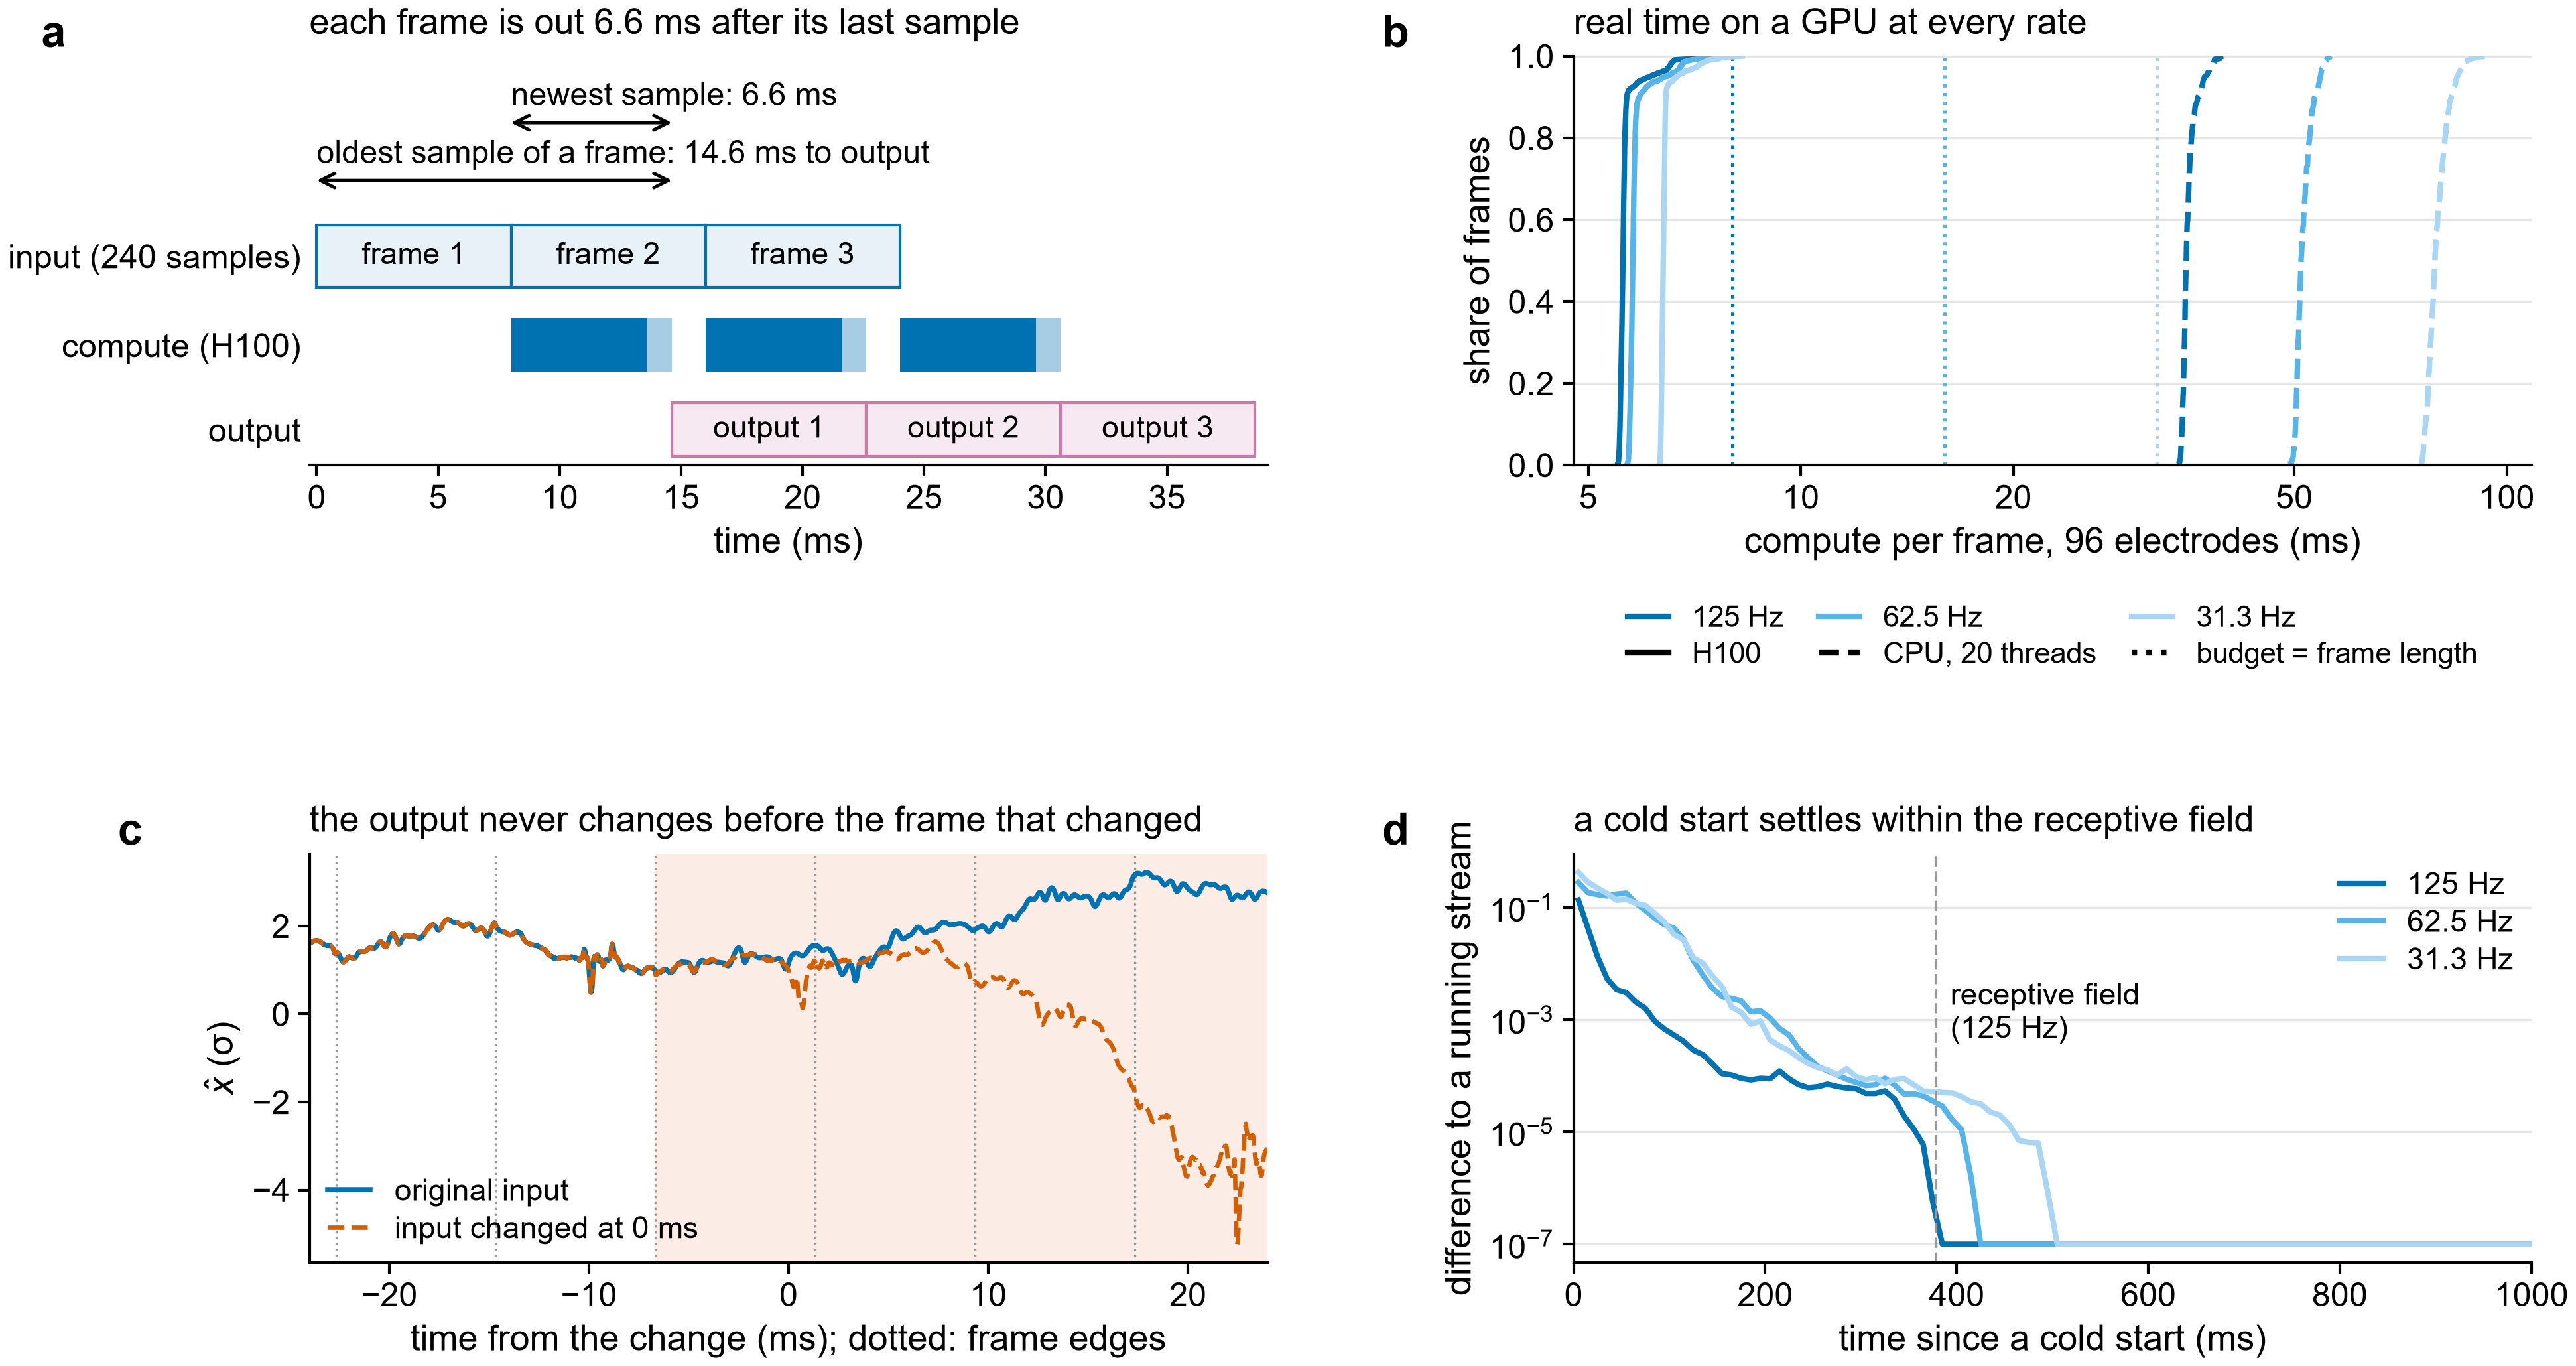 a
each frame is out 6.6 ms after its last sample
newest sample: 6.6 ms
oldest sample of a frame: 14.6 ms to output
input (240 samples)
frame 1
frame 2
frame 3
compute (H100)
output
output 1
output 2
output 3
0
5
10
15
20
25
30
35
time (ms)
b
real time on a GPU at every rate
share of frames
1.0
0.8
0.6
0.4
0.2
0.0
5
10
20
50
100
compute per frame, 96 electrodes (ms)
125 Hz
62.5 Hz
31.3 Hz
H100
CPU, 20 threads
budget = frame length
c
the output never changes before the frame that changed
x̂ (σ)
2
0
−2
−4
original input
input changed at 0 ms
−20
−10
0
10
20
time from the change (ms); dotted: frame edges
d
a cold start settles within the receptive field
difference to a running stream
10⁻¹
10⁻³
10⁻⁵
10⁻⁷
125 Hz
62.5 Hz
31.3 Hz
receptive field
(125 Hz)
0
200
400
600
800
1000
time since a cold start (ms)